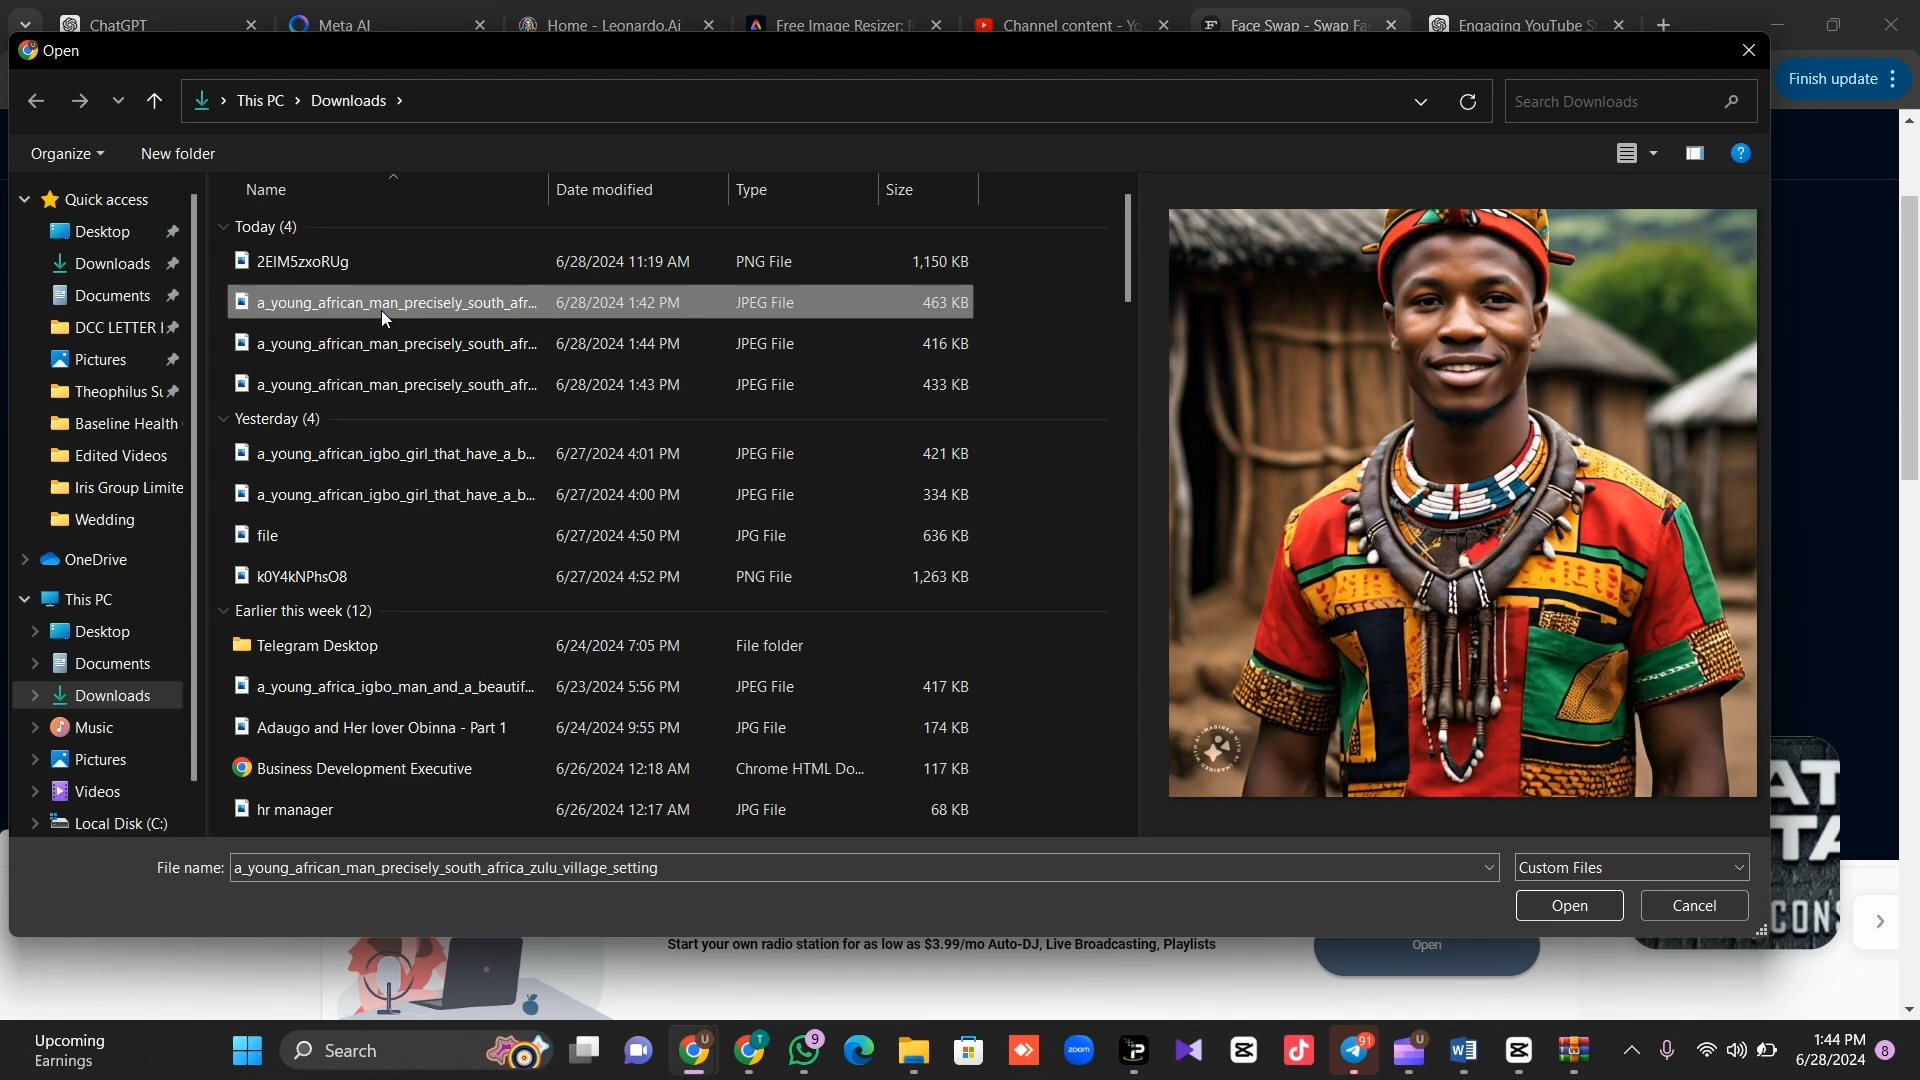 ChatGPT
Meta AI
Home - Leonardo.Ai
Free Image Resizer:
Channel content - Yo
Face Swap - Swap Fa
Engaging YouTube S
Open
Finish update
This PC
Downloads
Search Downloads
Organize
New folder
Name
Date modified
Type
Size
Quick access
Desktop
Downloads
Documents
DCC LETTER
Pictures
Theophilus
Baseline Health
Edited Videos
Iris Group Limite
Wedding
OneDrive
This PC
Desktop
Documents
Downloads
Music
Pictures
Videos
Local Disk (C:)
Today (4)
2EIM5zxoRUg 6/28/2024 11:19 AM PNG File 1,150 KB
a_young_african_man_precisely_south_afr... 6/28/2024 1:42 PM JPEG File 463 KB
a_young_african_man_precisely_south_afr... 6/28/2024 1:44 PM JPEG File 416 KB
a_young_african_man_precisely_south_afr... 6/28/2024 1:43 PM JPEG File 433 KB
Yesterday (4)
a_young_african_igbo_girl_that_have_a_b... 6/27/2024 4:01 PM JPEG File 421 KB
a_young_african_igbo_girl_that_have_a_b... 6/27/2024 4:00 PM JPEG File 334 KB
file 6/27/2024 4:50 PM JPG File 636 KB
k0Y4kNPhsO8 6/27/2024 4:52 PM PNG File 1,263 KB
Earlier this week (12)
Telegram Desktop 6/24/2024 7:05 PM File folder
a_young_africa_igbo_man_and_a_beautif... 6/23/2024 5:56 PM JPEG File 417 KB
Adaugo and Her lover Obinna - Part 1 6/24/2024 9:55 PM JPG File 174 KB
Business Development Executive 6/26/2024 12:18 AM Chrome HTML Do... 117 KB
hr manager 6/26/2024 12:17 AM JPG File 68 KB
IMAGINED WITH AI
File name: a_young_african_man_precisely_south_africa_zulu_village_setting
Custom Files
Open
Cancel
CON
Start your own radio station for as low as $3.99/mo Auto-DJ, Live Broadcasting, Playlists
Open
Upcoming
Earnings
Search
9
zoom
91
1:44 PM
6/28/2024
8